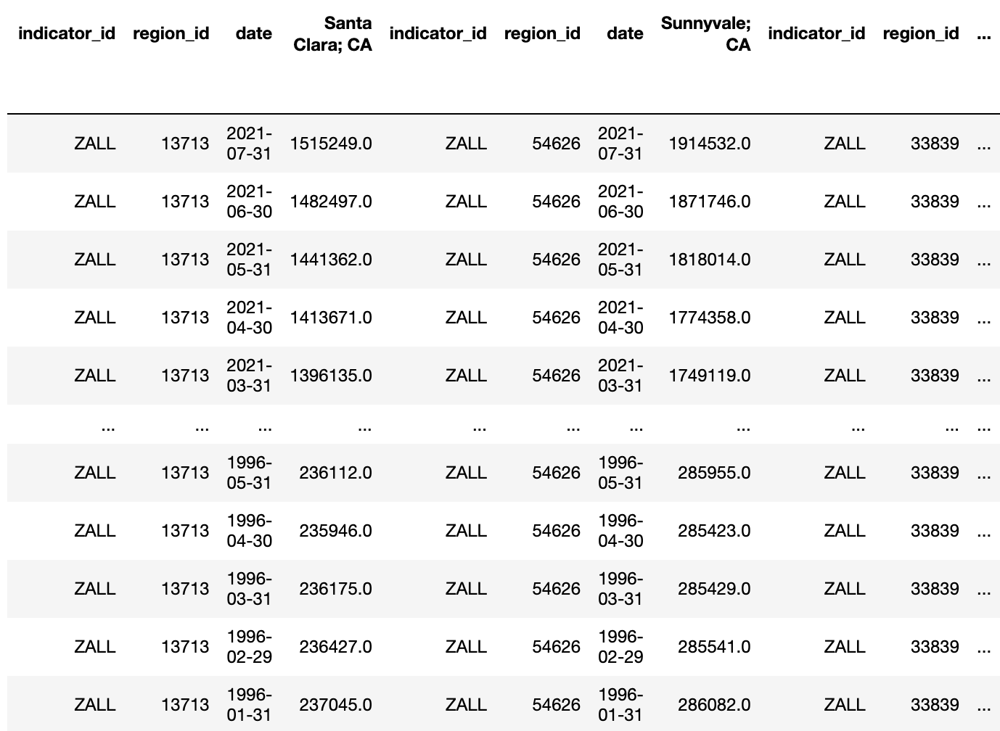 indicator_id region_id date Santa Clara; CA indicator_id region_id date Sunnyvale; CA indicator_id region_id ...
ZALL 13713 2021-07-31 1515249.0 ZALL 54626 2021-07-31 1914532.0 ZALL 33839 ...
ZALL 13713 2021-06-30 1482497.0 ZALL 54626 2021-06-30 1871746.0 ZALL 33839 ...
ZALL 13713 2021-05-31 1441362.0 ZALL 54626 2021-05-31 1818014.0 ZALL 33839 ...
ZALL 13713 2021-04-30 1413671.0 ZALL 54626 2021-04-30 1774358.0 ZALL 33839 ...
ZALL 13713 2021-03-31 1396135.0 ZALL 54626 2021-03-31 1749119.0 ZALL 33839 ...
... ... ... ... ... ... ... ... ... ... ...
ZALL 13713 1996-05-31 236112.0 ZALL 54626 1996-05-31 285955.0 ZALL 33839 ...
ZALL 13713 1996-04-30 235946.0 ZALL 54626 1996-04-30 285423.0 ZALL 33839 ...
ZALL 13713 1996-03-31 236175.0 ZALL 54626 1996-03-31 285429.0 ZALL 33839 ...
ZALL 13713 1996-02-29 236427.0 ZALL 54626 1996-02-29 285541.0 ZALL 33839 ...
ZALL 13713 1996-01-31 237045.0 ZALL 54626 1996-01-31 286082.0 ZALL 33839 ...